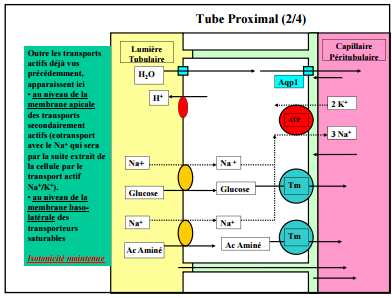 Tube Proximal (2/4)
Outre les transports
actifs déjà vus
précédemment,
apparaissent ici
• au niveau de la
membrane apicale
des transports
secondairement
actifs (cotransport
avec le Na⁺ qui sera
par la suite extrait de
la cellule par le
transport actif
Na⁺/K⁺).
• au niveau de la
membrane baso-
latérale des
transporteurs
saturables
Isotonicité maintenue
Lumière
Tubulaire
Capillaire
Péritubulaire
H₂O
Aqp1
H⁺
ATP
2 K⁺
3 Na⁺
Na+
Na +
Glucose
Glucose
Tm
Na⁺
Na⁺
Ac Aminé
Ac Aminé
Tm